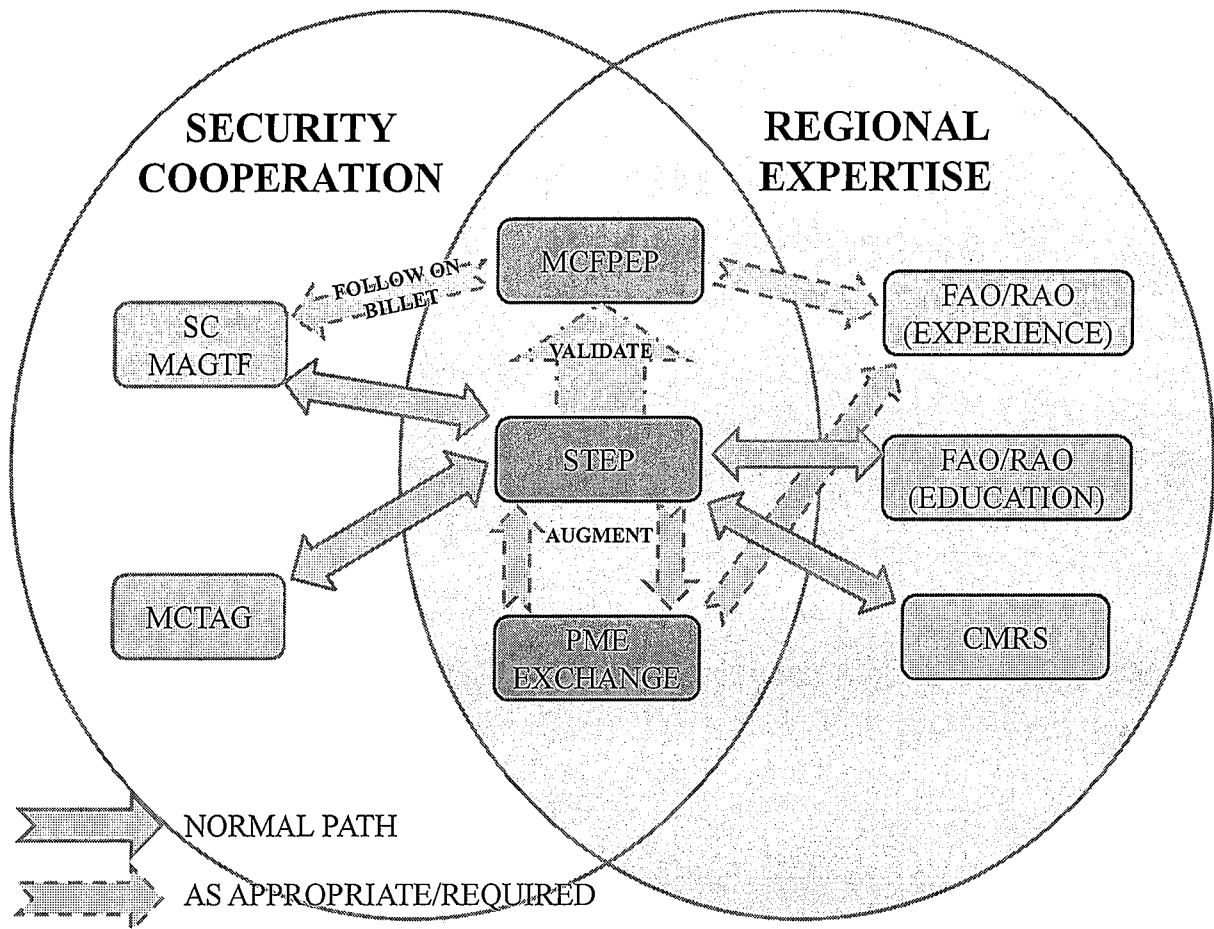 SECURITY
COOPERATION
REGIONAL
EXPERTISE
MCFPEP
FOLLOW ON
BILLET
FAO/RAO
(EXPERIENCE)
SC
MAGTF
VALIDATE
STEP
FAO/RAO
(EDUCATION)
AUGMENT
MCTAG
PME
EXCHANGE
CMRS
NORMAL PATH
AS APPROPRIATE/REQUIRED